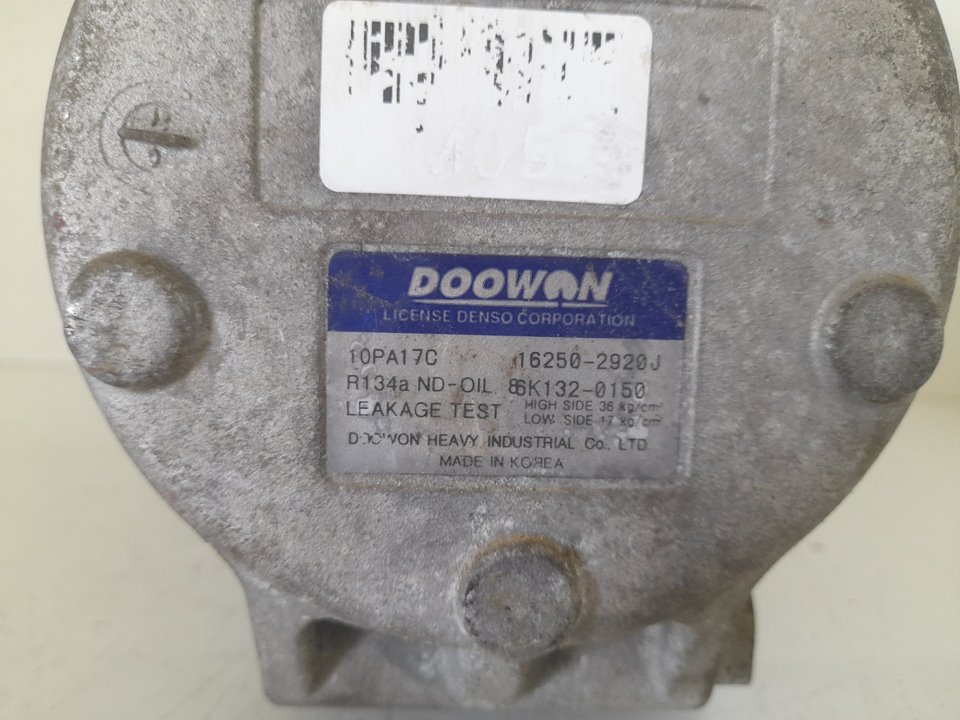 DOOWON
LICENSE DENSO CORPORATION
10PA17C 16250-2920J
R134a ND-OIL 8 6K132-0150
LEAKAGE TEST HIGH SIDE 36 kg/cm²
LOW SIDE 17 kg/cm²
DOOWON HEAVY INDUSTRIAL Co., LTD
MADE IN KOREA